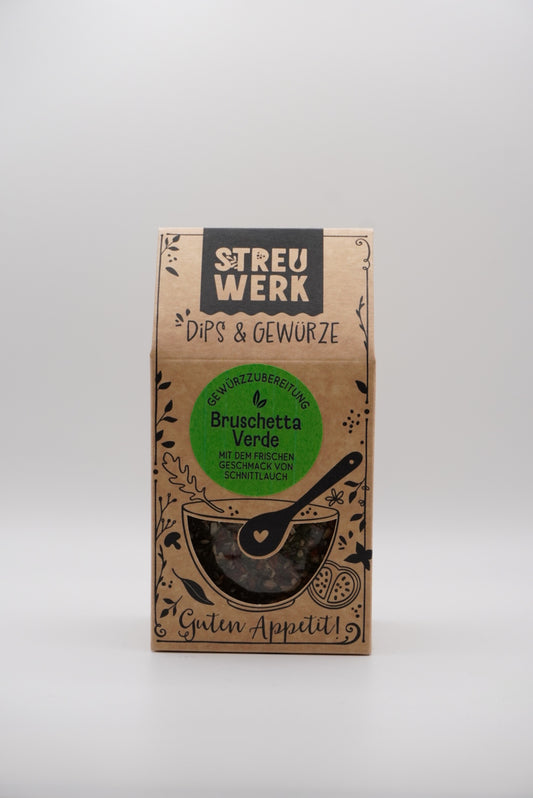 STREU
WERK
DiPS & GEWÜRZE
GEWÜRZZUBEREITUNG
Bruschetta
Verde
MIT DEM FRISCHEN
GESCHMACK VON
SCHNITTLAUCH
Guten Appetit!